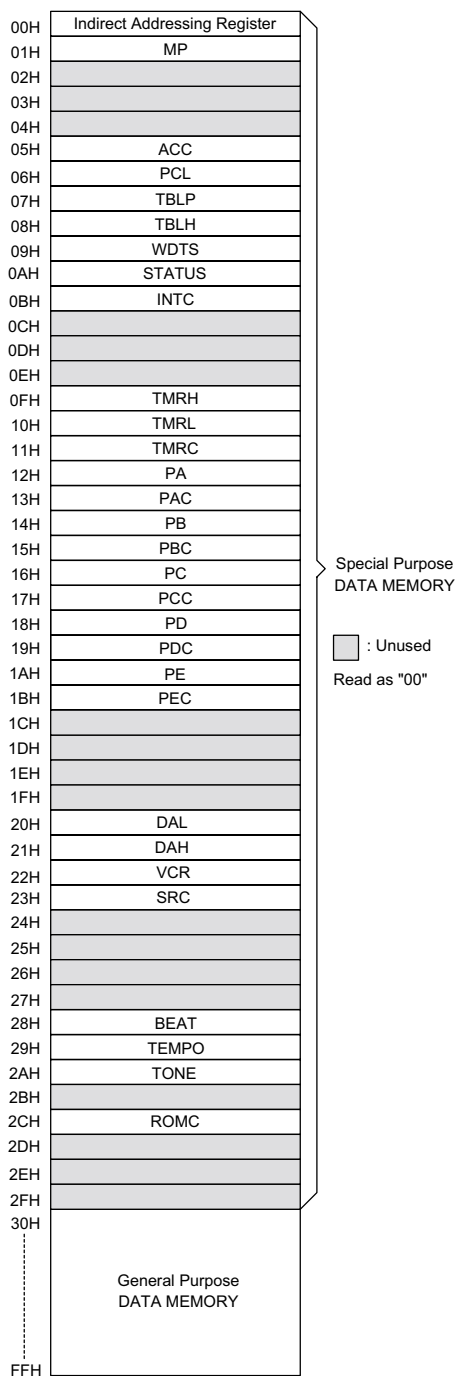 00H Indirect Addressing Register
01H MP
02H
03H
04H
05H ACC
06H PCL
07H TBLP
08H TBLH
09H WDTS
0AH STATUS
0BH INTC
0CH
0DH
0EH
0FH TMRH
10H TMRL
11H TMRC
12H PA
13H PAC
14H PB
15H PBC
16H PC
17H PCC
18H PD
19H PDC
1AH PE
1BH PEC
1CH
1DH
1EH
1FH
20H DAL
21H DAH
22H VCR
23H SRC
24H
25H
26H
27H
28H BEAT
29H TEMPO
2AH TONE
2BH
2CH ROMC
2DH
2EH
2FH
30H
General Purpose
DATA MEMORY
FFH
Special Purpose
DATA MEMORY
: Unused
Read as "00"